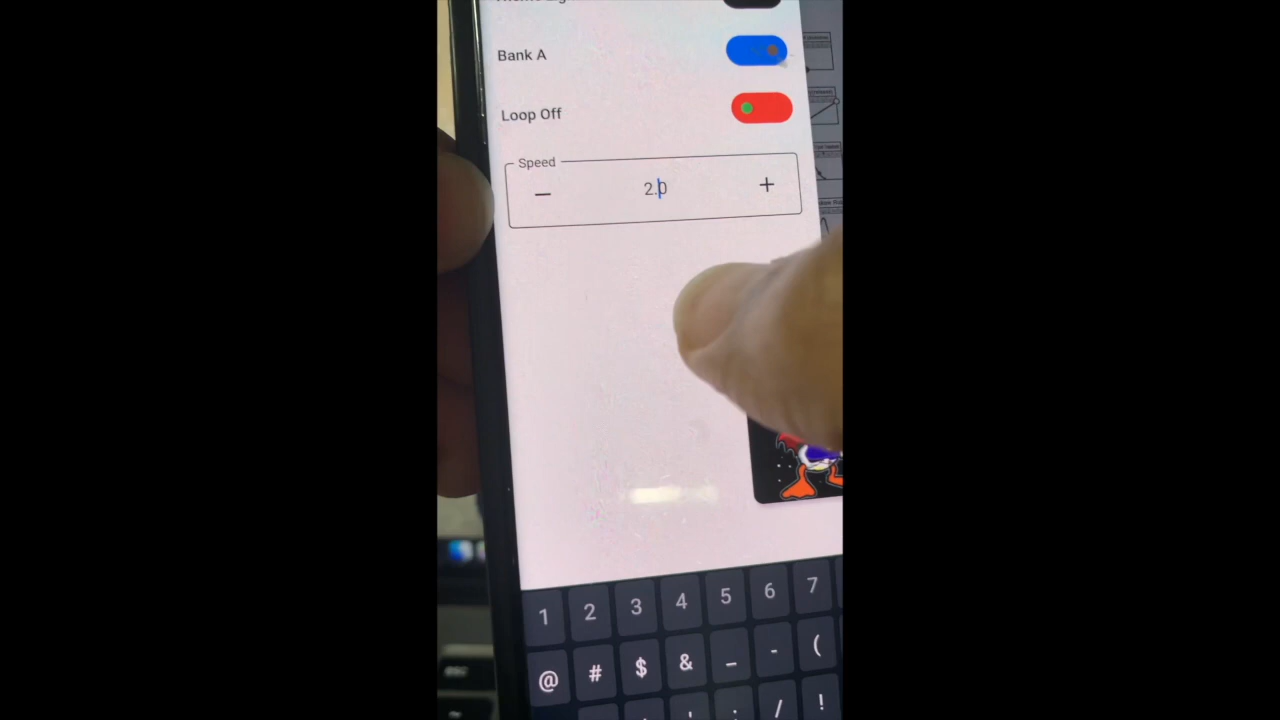 Bank A
Loop Off
Speed
— 2.0 +
1 2 3 4 5 6 7
@ # $ & _ - (
/ !